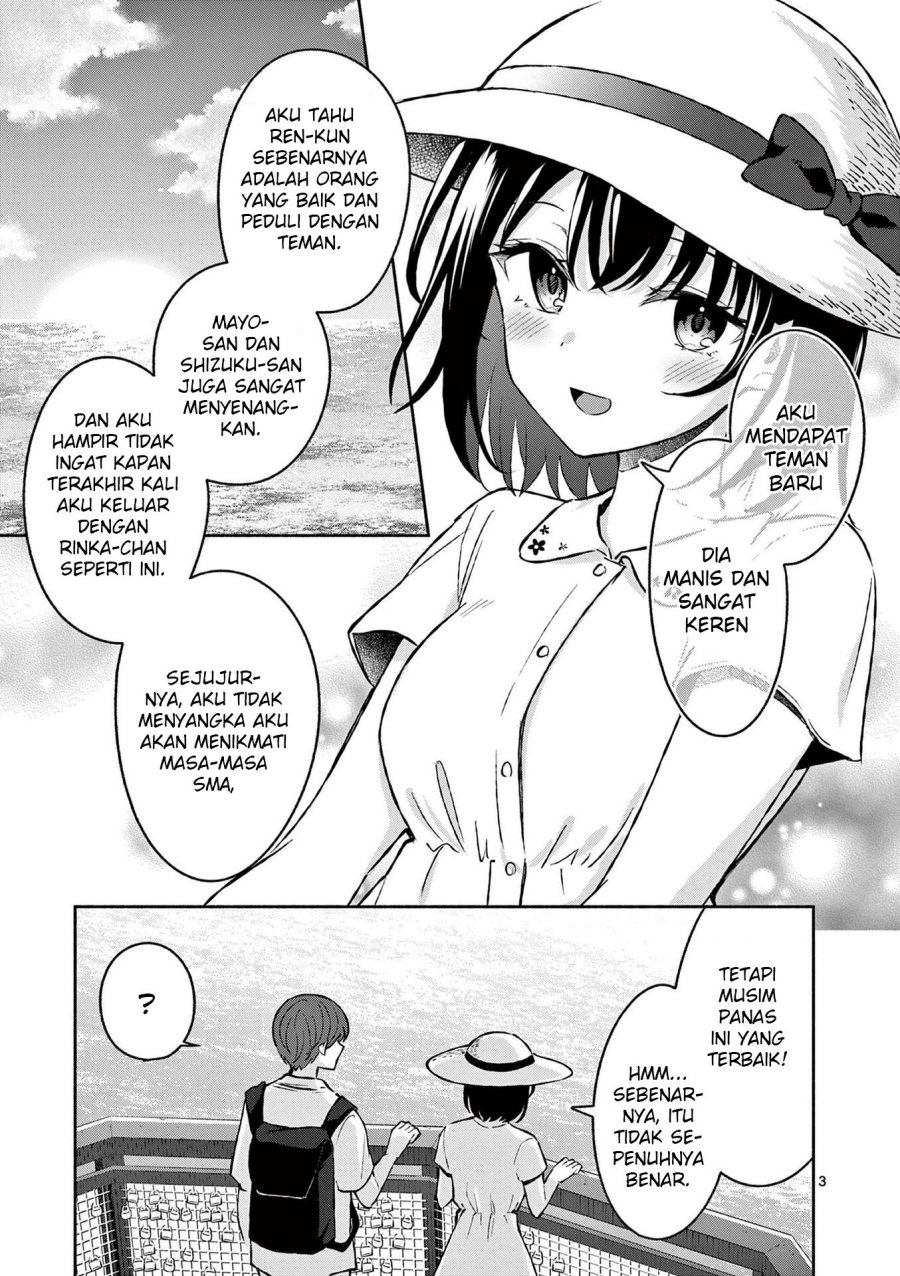 AKU
MENDAPAT
TEMAN
BARU
DIA
MANIS DAN
SANGAT
KEREN
AKU TAHU
REN-KUN
SEBENARNYA
ADALAH ORANG
YANG BAIK DAN
PEDULI DENGAN
TEMAN.
MAYO-
SAN DAN
SHIZUKU-SAN
JUGA SANGAT
MENYENANG-
KAN.
DAN AKU
HAMPIR TIDAK
INGAT KAPAN
TERAKHIR KALI
AKU KELUAR
DENGAN
RINKA-CHAN
SEPERTI INI.
SEJUJUR-
NYA, AKU TIDAK
MENYANGKA AKU
AKAN MENIKMATI
MASA-MASA
SMA,
TETAPI
MUSIM
PANAS
INI YANG
TERBAIK!
HMM...
SEBENAR-
NYA, ITU
TIDAK SE-
PENUHNYA
BENAR.
?
3